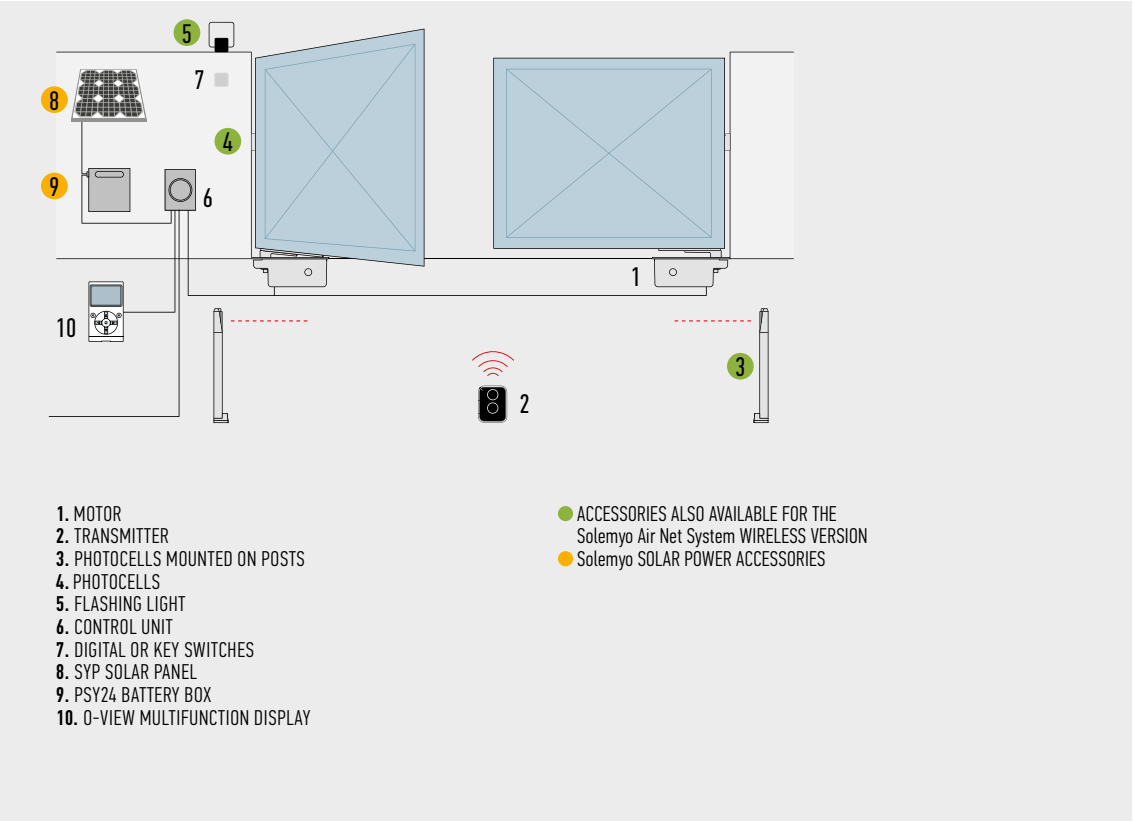 5
7
8
4
9
6
1
10
3
2
1. MOTOR
2. TRANSMITTER
3. PHOTOCELLS MOUNTED ON POSTS
4. PHOTOCELLS
5. FLASHING LIGHT
6. CONTROL UNIT
7. DIGITAL OR KEY SWITCHES
8. SYP SOLAR PANEL
9. PSY24 BATTERY BOX
10. O-VIEW MULTIFUNCTION DISPLAY
ACCESSORIES ALSO AVAILABLE FOR THE
Solemyo Air Net System WIRELESS VERSION
Solemyo SOLAR POWER ACCESSORIES